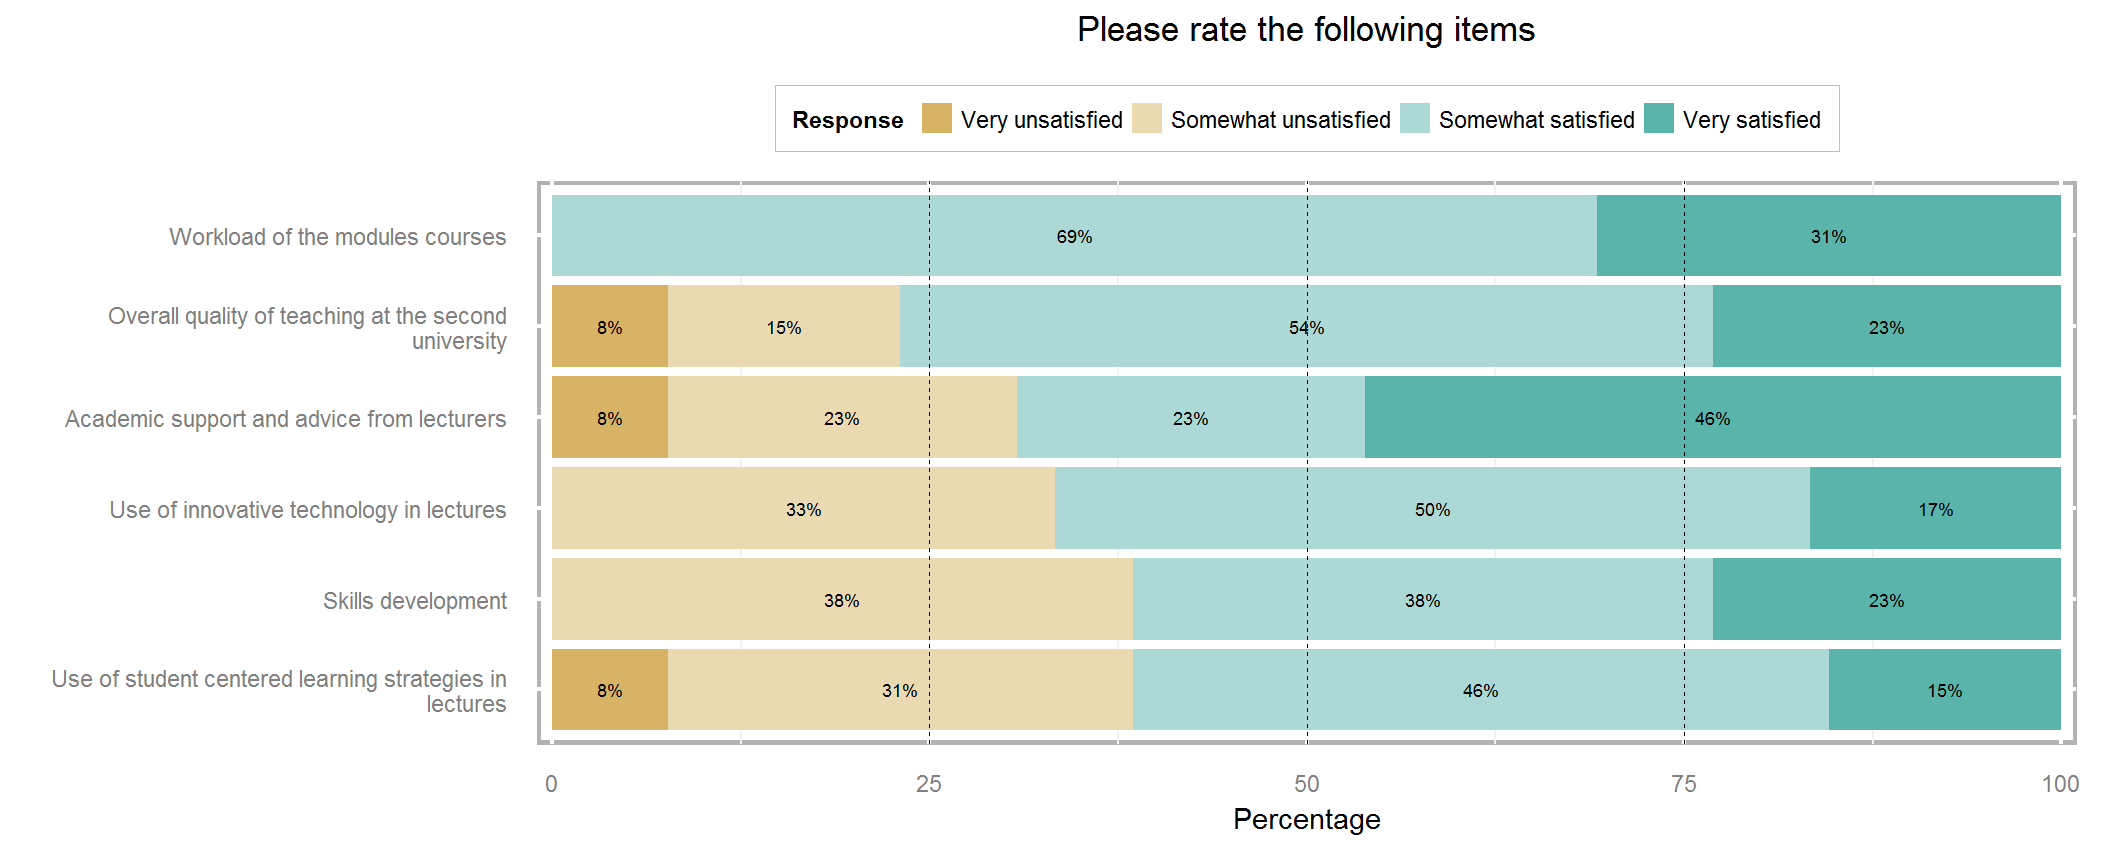 Please rate the following items
Response Very unsatisfied Somewhat unsatisfied Somewhat satisfied Very satisfied
Workload of the modules courses 69% 31%
Overall quality of teaching at the second
university 8% 15% 54% 23%
Academic support and advice from lecturers 8% 23% 23% 46%
Use of innovative technology in lectures 33% 50% 17%
Skills development 38% 38% 23%
Use of student centered learning strategies in
lectures 8% 31% 46% 15%
0 25 50 75 100
Percentage